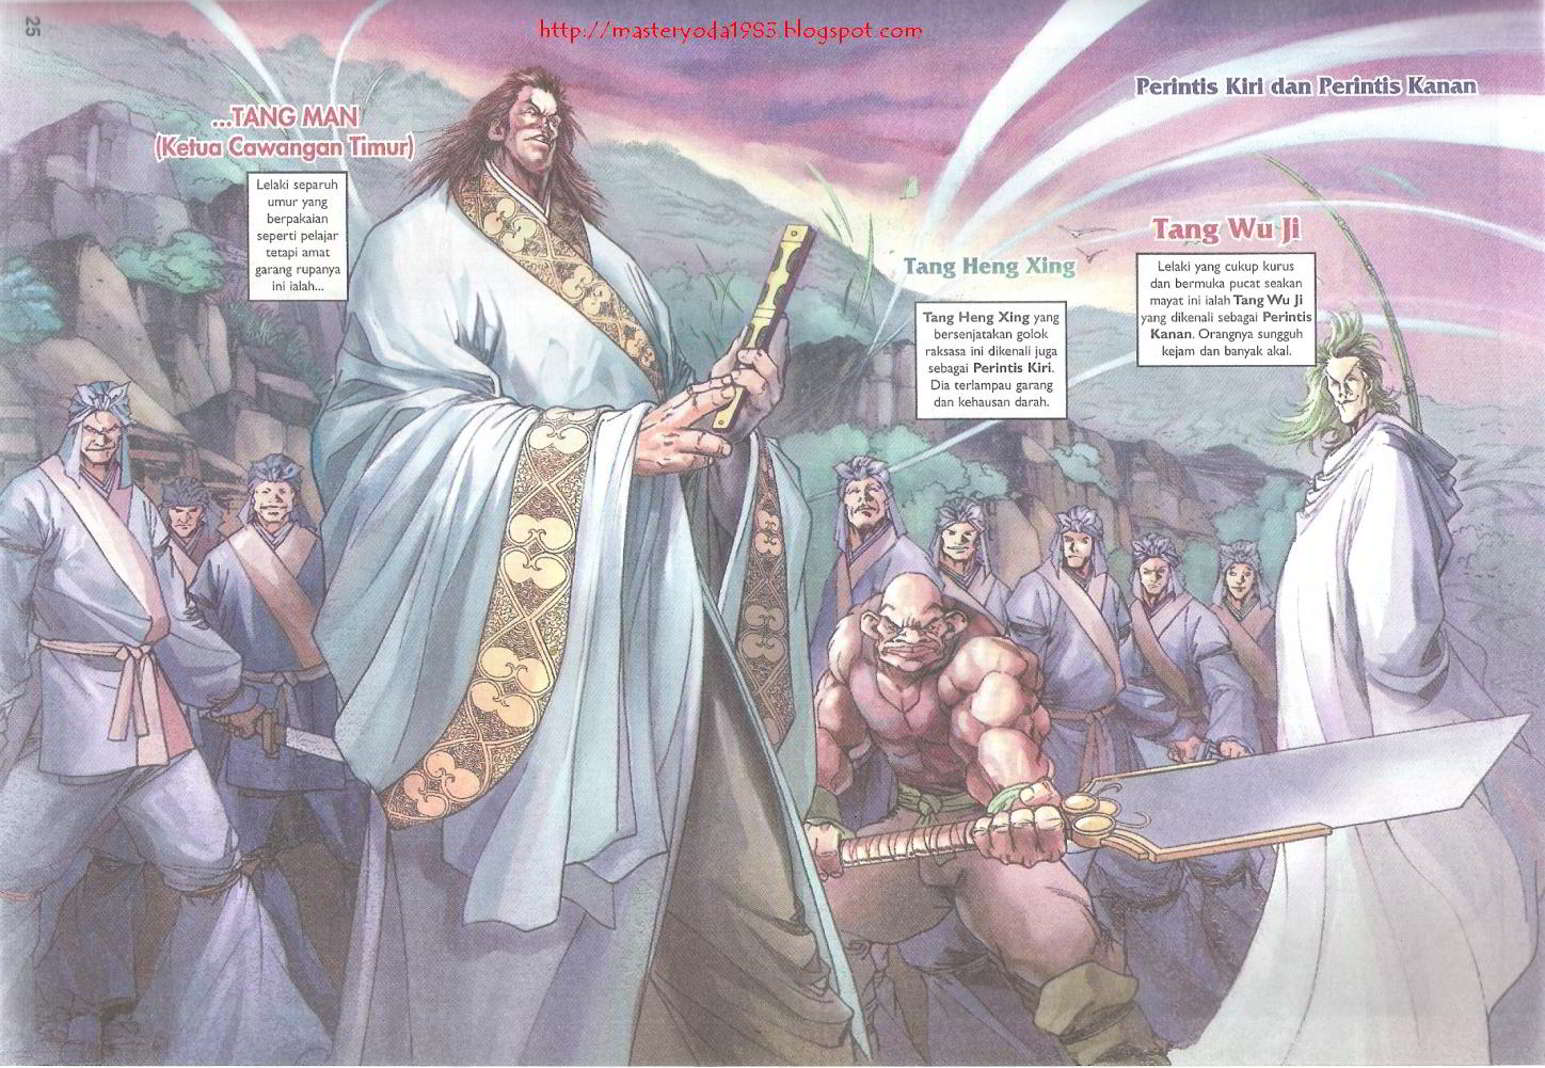 http://masteryoda1983.blogspot.com
25
Perintis Kiri dan Perintis Kanan
...TANG MAN
(Ketua Cawangan Timur)
Lelaki separuh
umur yang
berpakaian
seperti pelajar
tetapi amat
garang rupanya
ini ialah...
Tang Heng Xing
Tang Heng Xing yang
bersenjatakan golok
raksasa ini dikenali juga
sebagai Perintis Kiri.
Dia terlampau garang
dan kehausan darah.
Tang Wu Ji
Lelaki yang cukup kurus
dan bermuka pucat seakan
mayat ini ialah Tang Wu Ji
yang dikenali sebagai Perintis
Kanan. Orangnya sungguh
kejam dan banyak akal.